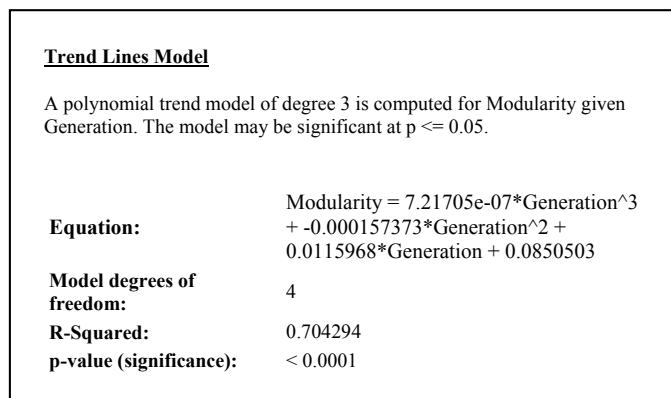 Trend Lines Model
A polynomial trend model of degree 3 is computed for Modularity given
Generation. The model may be significant at p <= 0.05.
Modularity = 7.21705e-07*Generation^3
Equation: + -0.000157373*Generation^2 +
0.0115968*Generation + 0.0850503
Model degrees of
freedom: 4
R-Squared: 0.704294
p-value (significance): < 0.0001